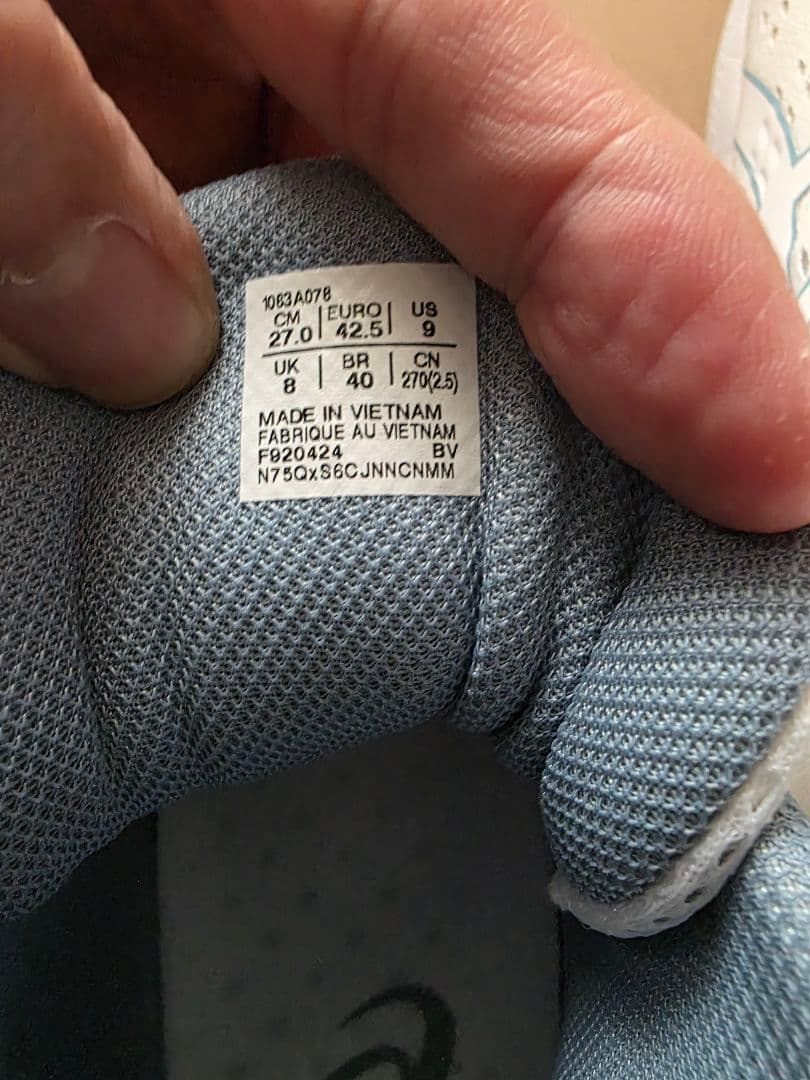 1063A078
CM | EURO | US
27.0 | 42.5 | 9
UK | BR | CN
8 | 40 | 270(2.5)
MADE IN VIETNAM
FABRIQUE AU VIETNAM
F920424 BV
N75QxS6CJNNCNMM